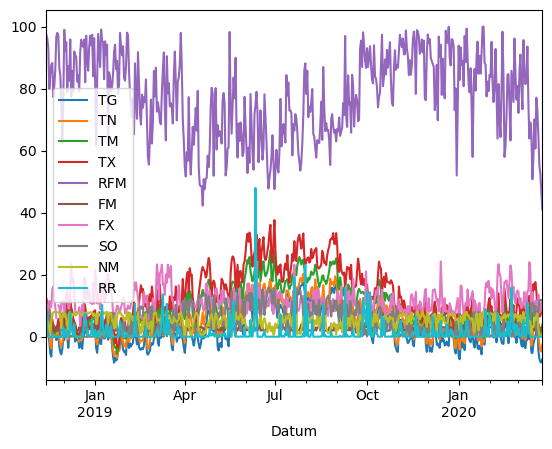 100
80
60
40
20
0
TG
TN
TM
TX
RFM
FM
FX
SO
NM
RR
Jan
2019
Apr
Jul
Oct
Jan
2020
Datum